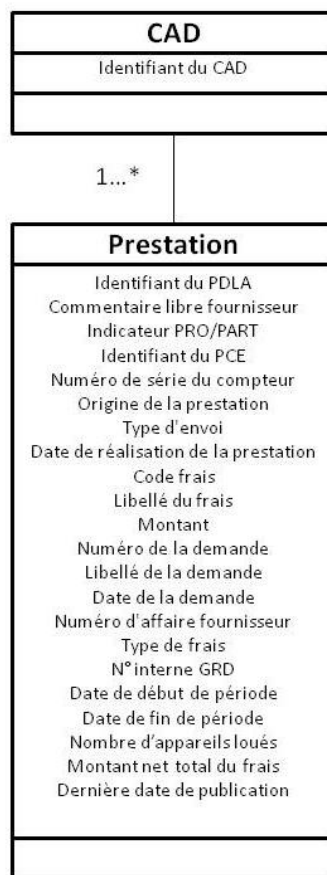 CAD
Identifiant du CAD
1...*
Prestation
Identifiant du PDLA
Commentaire libre fournisseur
Indicateur PRO/PART
Identifiant du PCE
Numéro de série du compteur
Origine de la prestation
Type d'envoi
Date de réalisation de la prestation
Code frais
Libellé du frais
Montant
Numéro de la demande
Libellé de la demande
Date de la demande
Numéro d'affaire fournisseur
Type de frais
N° interne GRD
Date de début de période
Date de fin de période
Nombre d’appareils loués
Montant net total du frais
Dernière date de publication